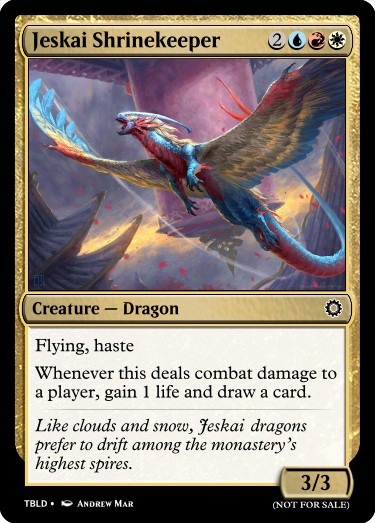 Jeskai Shrinekeeper 2
Creature — Dragon
Flying, haste
Whenever this deals combat damage to
a player, gain 1 life and draw a card.
Like clouds and snow, Jeskai dragons
prefer to drift among the monastery's
highest spires.
3/3
TBLD • Andrew Mar
(NOT FOR SALE)